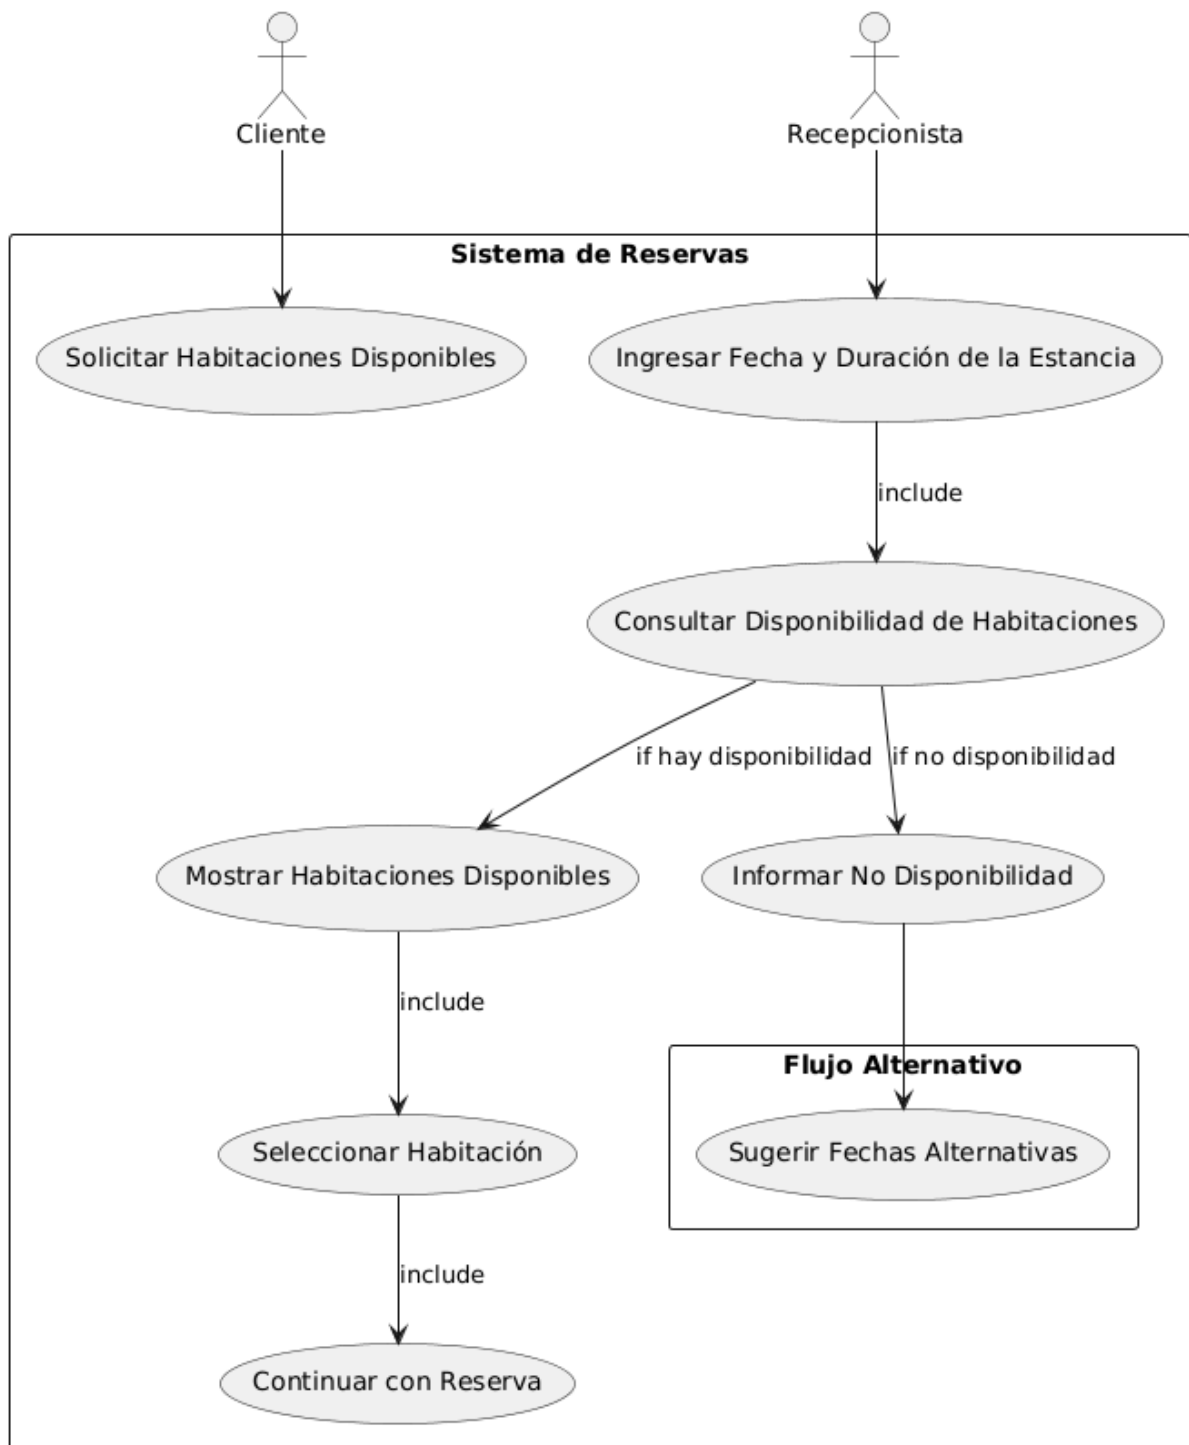 Cliente
Recepcionista
Sistema de Reservas
Solicitar Habitaciones Disponibles
Ingresar Fecha y Duración de la Estancia
include
Consultar Disponibilidad de Habitaciones
if hay disponibilidad
if no disponibilidad
Mostrar Habitaciones Disponibles
Informar No Disponibilidad
include
Flujo Alternativo
Seleccionar Habitación
Sugerir Fechas Alternativas
include
Continuar con Reserva